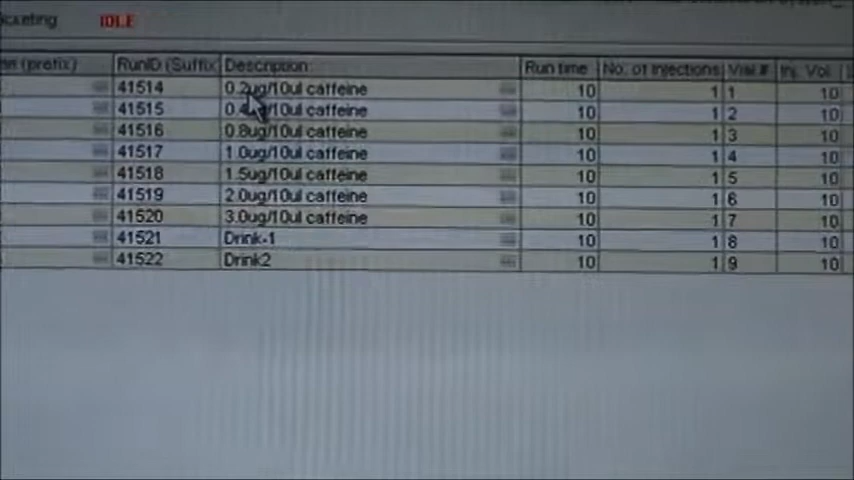 IDLE
(prefix) RunID (Suffix Description Run time No. of Injections Vial # Inj. Vol
41514 0.2ug/10ul caffeine 10 1 1 10
41515 caffeine 10 1 2 10
41516 0.8ug/10ul caffeine 10 1 3 10
41517 1.0ug/10ul caffeine 10 1 4 10
41518 1.5ug/10ul caffeine 10 1 5 10
41519 2.0ug/10ul caffeine 10 1 6 10
41520 3.0ug/10ul caffeine 10 1 7 10
41521 Drink-1 10 1 8 10
41522 Drink2 10 1 9 10